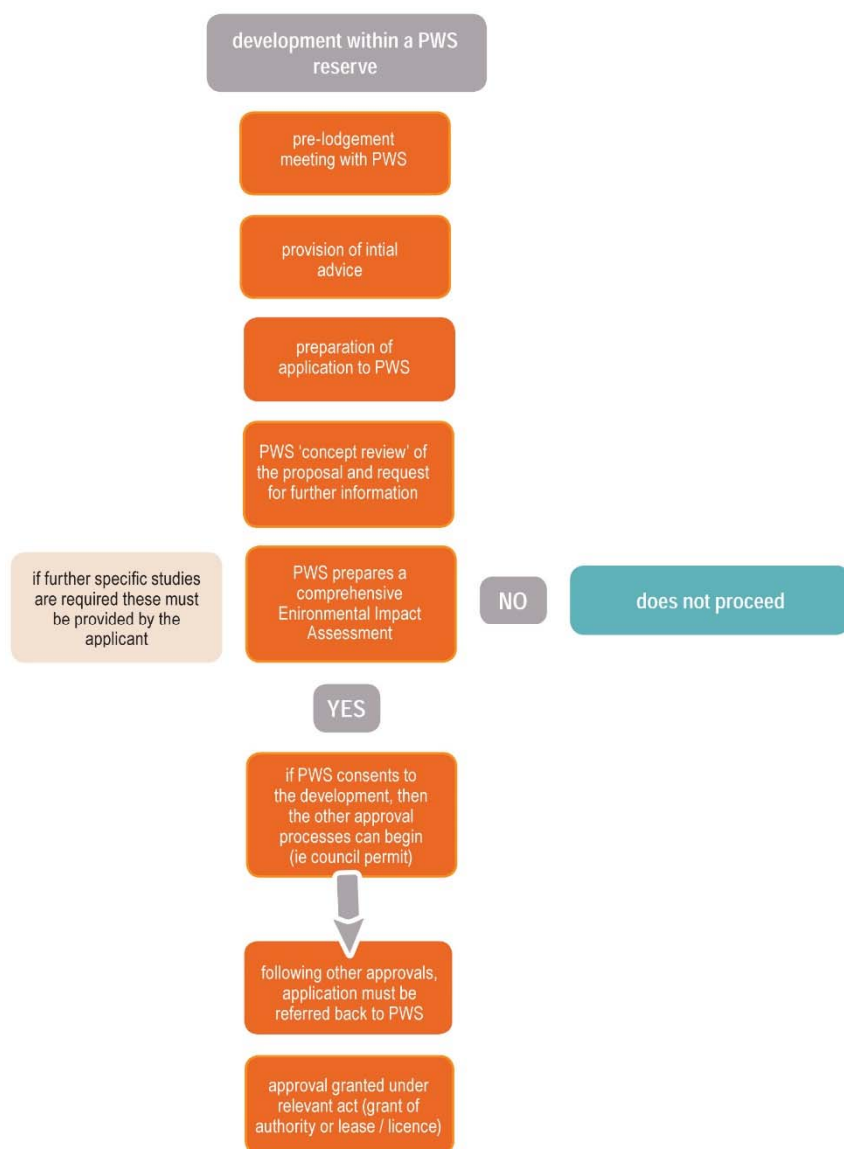 development within a PWS
reserve
pre-lodgement
meeting with PWS
provision of intial
advice
preparation of
application to PWS
PWS ‘concept review’ of
the proposal and request
for further information
if further specific studies
are required these must
be provided by the
applicant
PWS prepares a
comprehensive
Enironmental Impact
Assessment
NO
does not proceed
YES
if PWS consents to
the development, then
the other approval
processes can begin
(ie council permit)
following other approvals,
application must be
referred back to PWS
approval granted under
relevant act (grant of
authority or lease / licence)